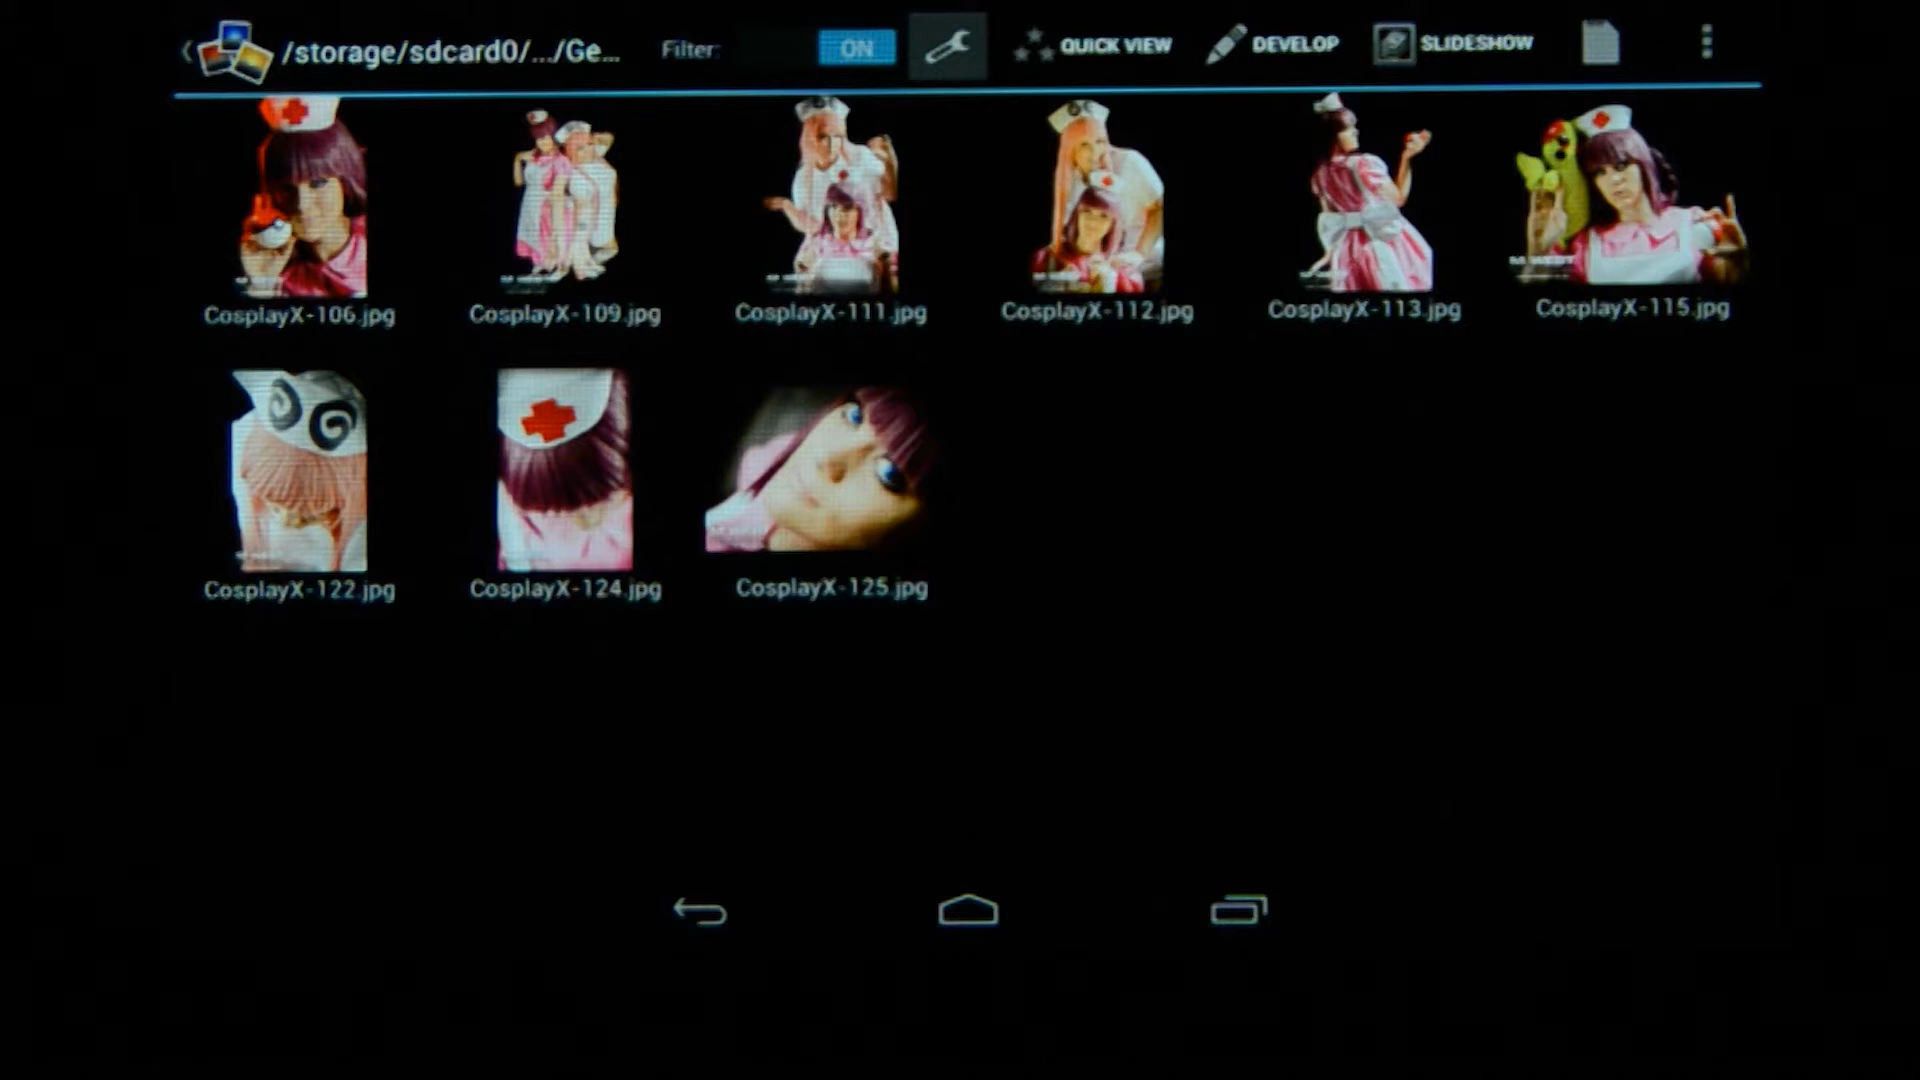 /storage/sdcard0/.../Ge... Filter: ON QUICK VIEW DEVELOP SLIDESHOW
CosplayX-106.jpg CosplayX-109.jpg CosplayX-111.jpg CosplayX-112.jpg CosplayX-113.jpg CosplayX-115.jpg
CosplayX-122.jpg CosplayX-124.jpg CosplayX-125.jpg